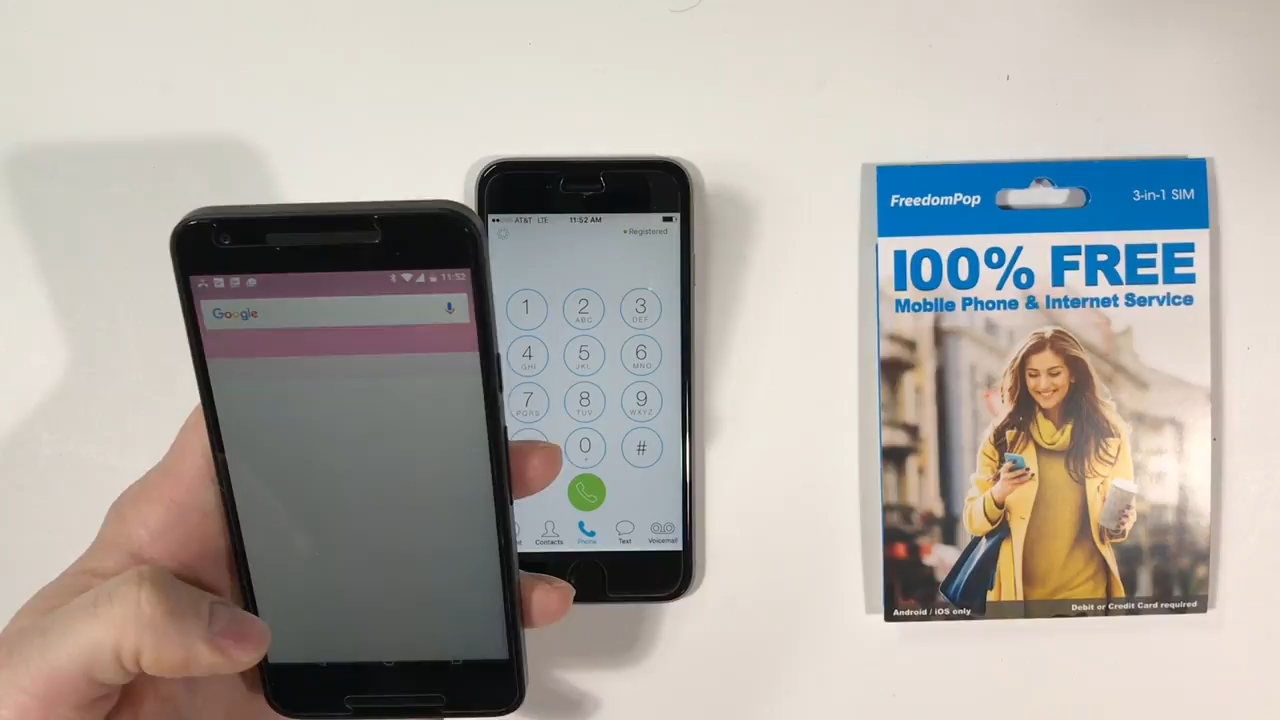 11:52
Google
AT&T LTE 11:52 AM
Registered
1 2 3
ABC DEF
4 5 6
GHI JKL MNO
7 8 9
PQRS TUV WXYZ
0 #
+
Contacts Phone Text Voicemail
FreedomPop 3-in-1 SIM
100% FREE
Mobile Phone & Internet Service
Android / iOS only Debit or Credit Card required